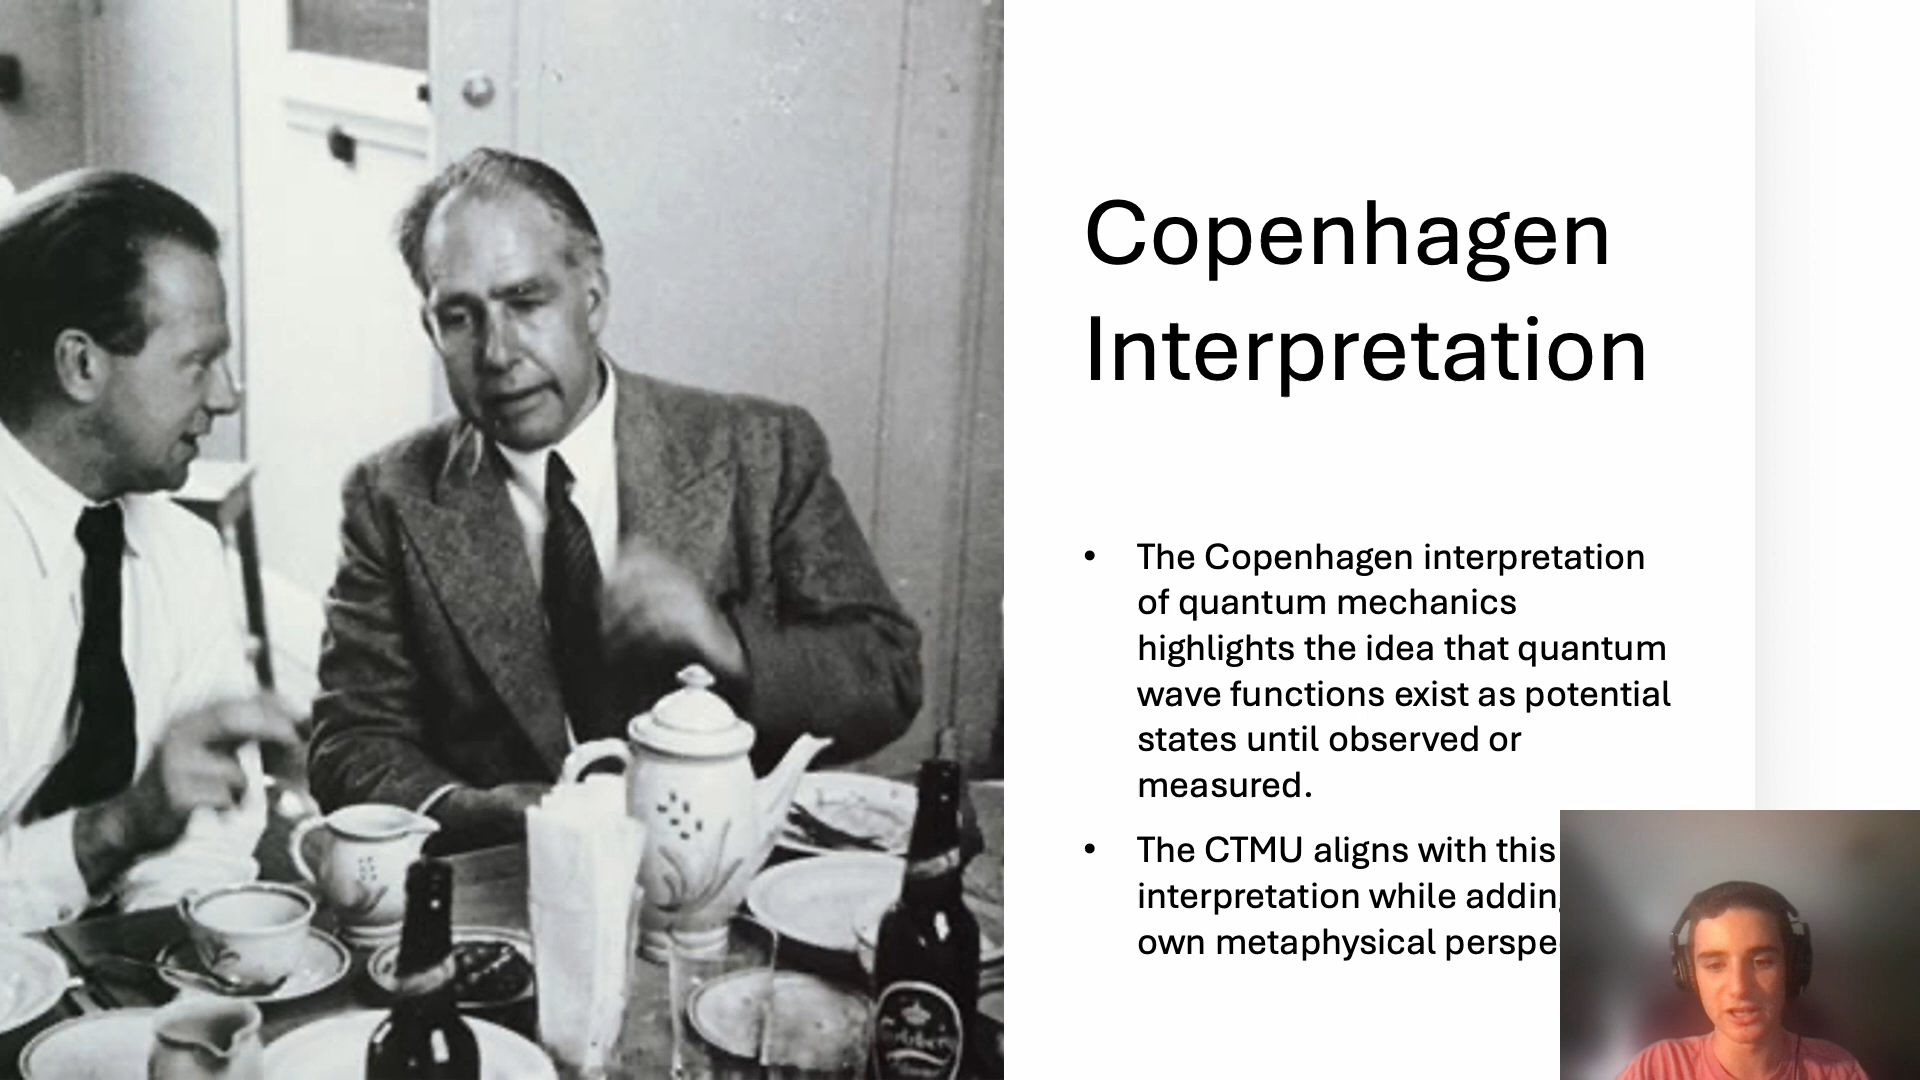 Copenhagen
Interpretation
• The Copenhagen interpretation
of quantum mechanics
highlights the idea that quantum
wave functions exist as potential
states until observed or
measured.
• The CTMU aligns with this
interpretation while addin
own metaphysical perspe